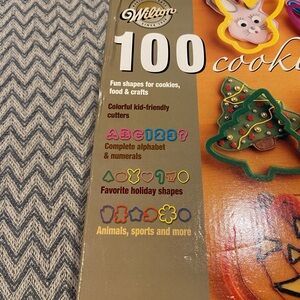 Wilton
100 cooki
Fun shapes for cookies,
food & crafts
Colorful kid-friendly
cutters
ABC123?
Complete alphabet
& numerals
Favorite holiday shapes
Animals, sports and more